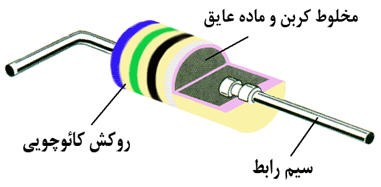 مخلوط کربن و ماده عایق
روکش کائوچویی
سیم رابط